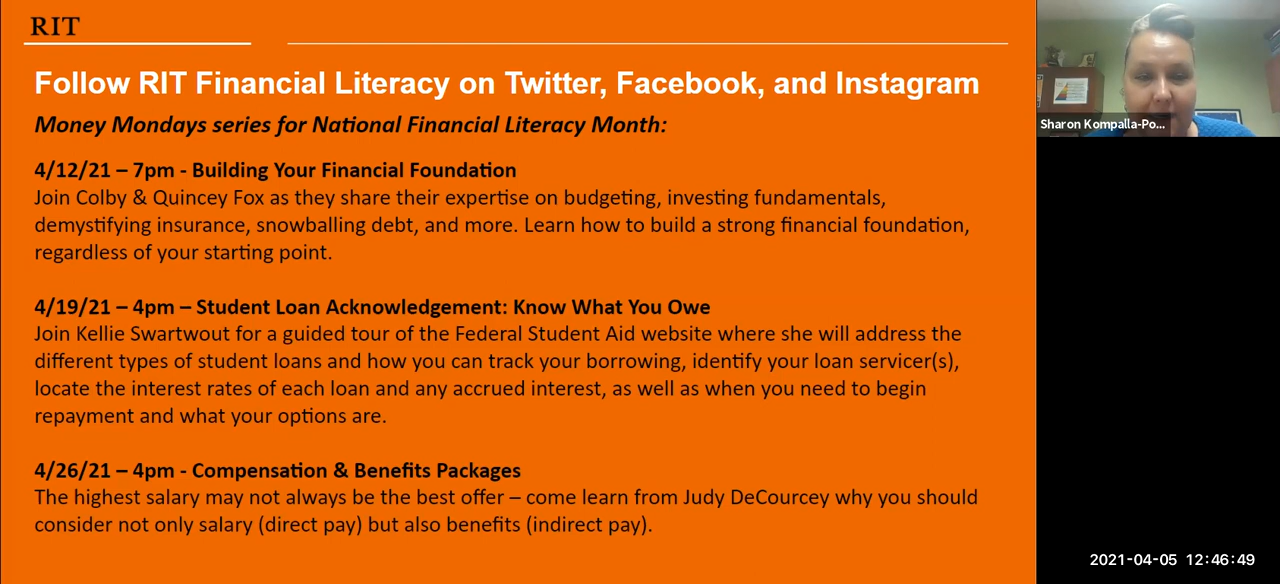 RIT
Follow RIT Financial Literacy on Twitter, Facebook, and Instagram
Money Mondays series for National Financial Literacy Month:
4/12/21 – 7pm - Building Your Financial Foundation
Join Colby & Quincey Fox as they share their expertise on budgeting, investing fundamentals,
demystifying insurance, snowballing debt, and more. Learn how to build a strong financial foundation,
regardless of your starting point.
4/19/21 – 4pm – Student Loan Acknowledgement: Know What You Owe
Join Kellie Swartwout for a guided tour of the Federal Student Aid website where she will address the
different types of student loans and how you can track your borrowing, identify your loan servicer(s),
locate the interest rates of each loan and any accrued interest, as well as when you need to begin
repayment and what your options are.
4/26/21 – 4pm - Compensation & Benefits Packages
The highest salary may not always be the best offer – come learn from Judy DeCourcey why you should
consider not only salary (direct pay) but also benefits (indirect pay).
Sharon Kompalla-Po...
2021-04-05 12:46:49